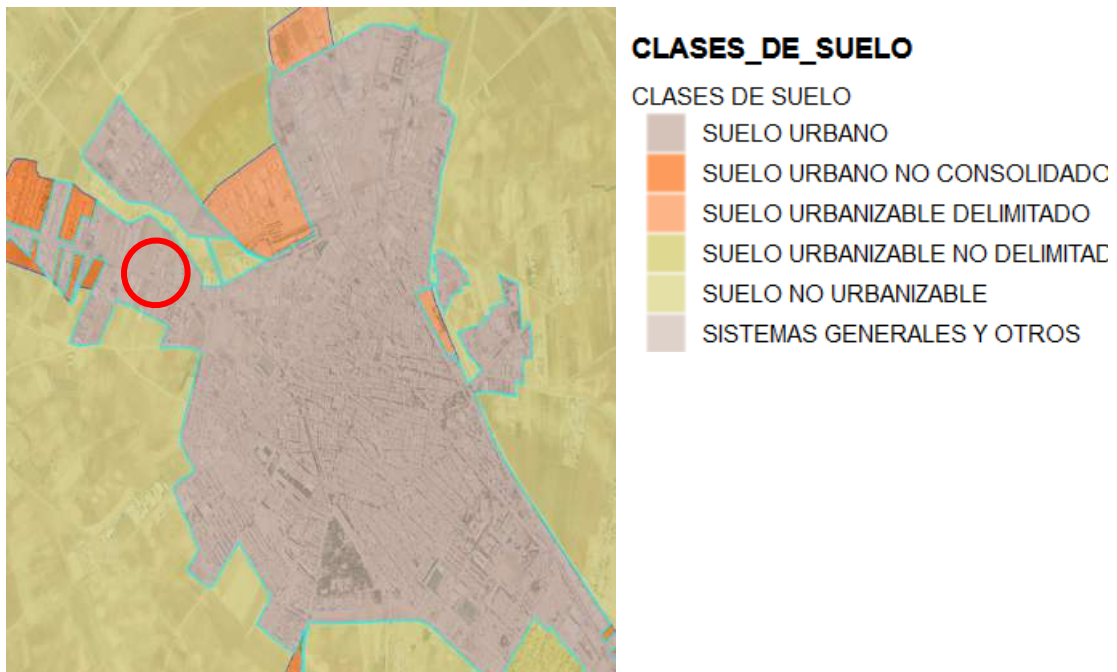 CLASES_DE_SUELO
CLASES DE SUELO
SUELO URBANO
SUELO URBANO NO CONSOLIDADO
SUELO URBANIZABLE DELIMITADO
SUELO URBANIZABLE NO DELIMITAD
SUELO NO URBANIZABLE
SISTEMAS GENERALES Y OTROS